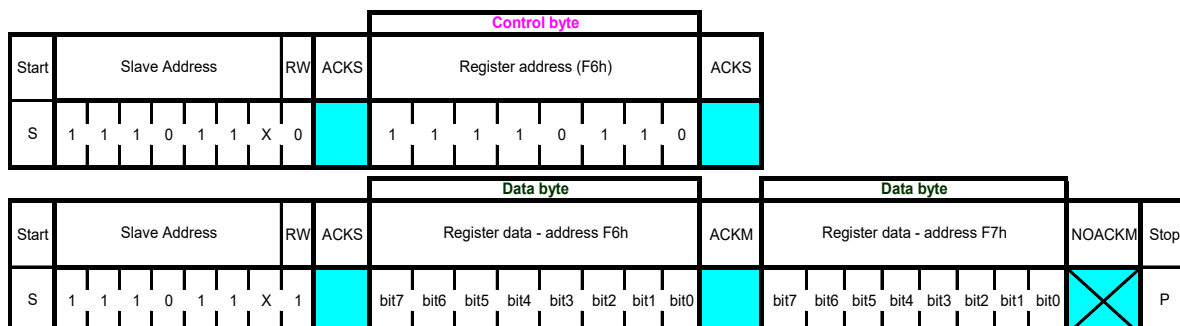 Control byte
Start Slave Address RW ACKS Register address (F6h) ACKS
S 1 1 1 0 1 1 X 0 1 1 1 1 0 1 1 0
Data byte Data byte
Start Slave Address RW ACKS Register data - address F6h ACKM Register data - address F7h NOACKM Stop
S 1 1 1 0 1 1 X 1 bit7 bit6 bit5 bit4 bit3 bit2 bit1 bit0 bit7 bit6 bit5 bit4 bit3 bit2 bit1 bit0 P